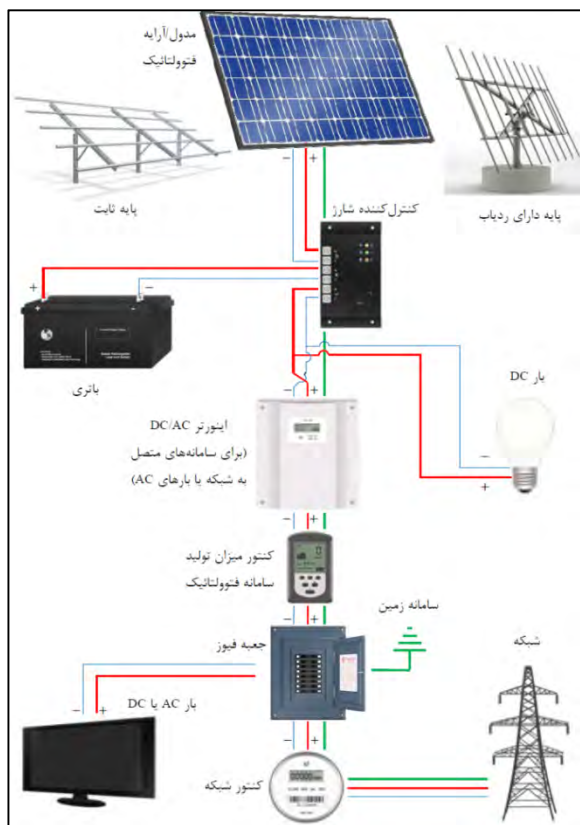 مدول/آرایه
فتوولتائیک
پایه ثابت
پایه دارای ردیاب
کنترل‌کننده شارژ
− +
+ −
باتری
بار DC
− +
اینورتر DC/AC
(برای سامانه‌های متصل
به شبکه یا بارهای AC)
−
+
− +
کنتور میزان تولید
سامانه فتوولتائیک
− +
سامانه زمین
جعبه فیوز
شبکه
− +
بار AC یا DC
− +
کنتور شبکه